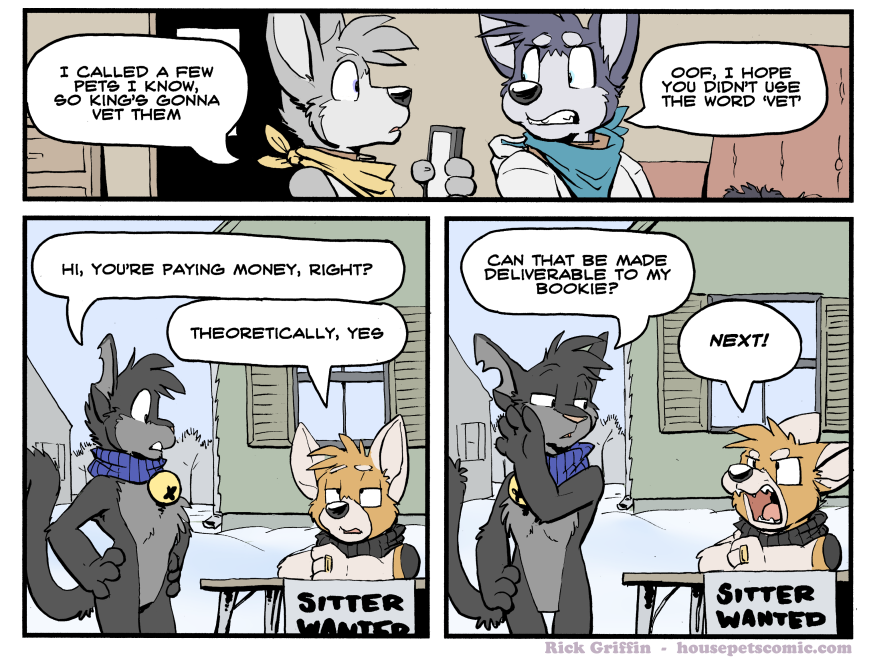 I CALLED A FEW
PETS I KNOW,
SO KING'S GONNA
VET THEM
OOF, I HOPE
YOU DIDN'T USE
THE WORD 'VET'
HI, YOU'RE PAYING MONEY, RIGHT?
THEORETICALLY, YES
SITTER
WANTED
CAN THAT BE MADE
DELIVERABLE TO MY
BOOKIE?
NEXT!
SITTER
WANTED
Rick Griffin - housepetscomic.com